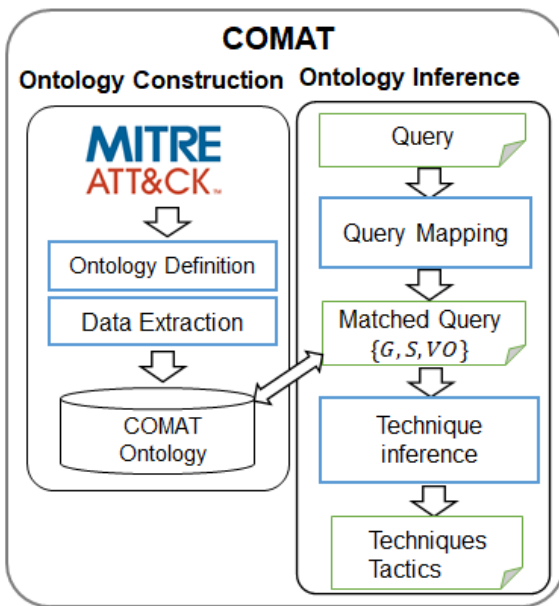 COMAT
Ontology Construction
MITRE
ATT&CK™
Ontology Definition
Data Extraction
COMAT
Ontology
Ontology Inference
Query
Query Mapping
Matched Query
{G, S, VO}
Technique
inference
Techniques
Tactics